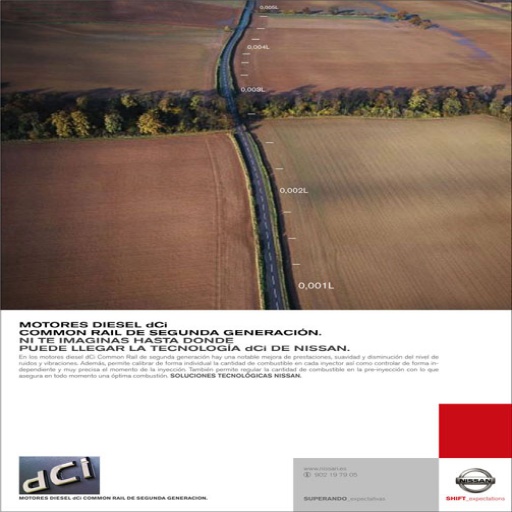 0,005L
0,004L
0,003L
0,002L
0,001L
MOTORES DIESEL dCi
COMMON RAIL DE SEGUNDA GENERACIÓN.
NI TE IMAGINAS HASTA DONDE
PUEDE LLEGAR LA TECNOLOGÍA dCi DE NISSAN.
En los motores diesel dCi Common Rail de segunda generación hay una notable mejora de prestaciones, suavidad y disminución del nivel de
ruidos y vibraciones. Además, permite calibrar de forma individual la cantidad de combustible en cada inyector así como controlar de forma in-
dependiente y muy precisa el momento de la inyección. También permite regular la cantidad de combustible en la pre-inyección con lo que
asegura en todo momento una óptima combustión. SOLUCIONES TECNOLÓGICAS NISSAN.
dCi
MOTORES DIESEL dCi COMMON RAIL DE SEGUNDA GENERACION.
www.nissan.es
902 19 79 05
SUPERANDO_expectativas
NISSAN
SHIFT_expectations